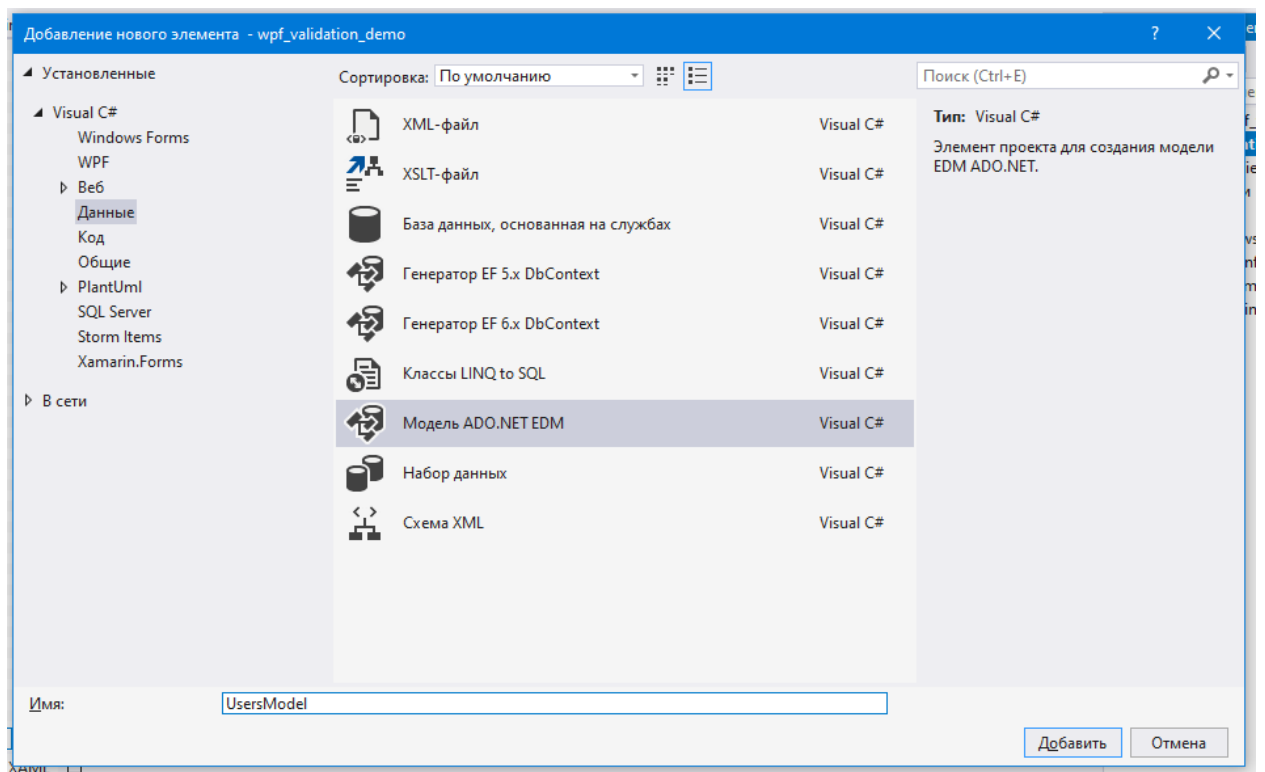 Добавление нового элемента - wpf_validation_demo
?
Установленные
Visual C#
Windows Forms
WPF
Веб
Данные
Код
Общие
PlantUml
SQL Server
Storm Items
Xamarin.Forms
В сети
Сортировка: По умолчанию
XML-файл Visual C#
XSLT-файл Visual C#
База данных, основанная на службах Visual C#
Генератор EF 5.x DbContext Visual C#
Генератор EF 6.x DbContext Visual C#
Классы LINQ to SQL Visual C#
Модель ADO.NET EDM Visual C#
Набор данных Visual C#
Схема XML Visual C#
Поиск (Ctrl+E)
Тип: Visual C#
Элемент проекта для создания модели
EDM ADO.NET.
Имя: UsersModel
Добавить Отмена